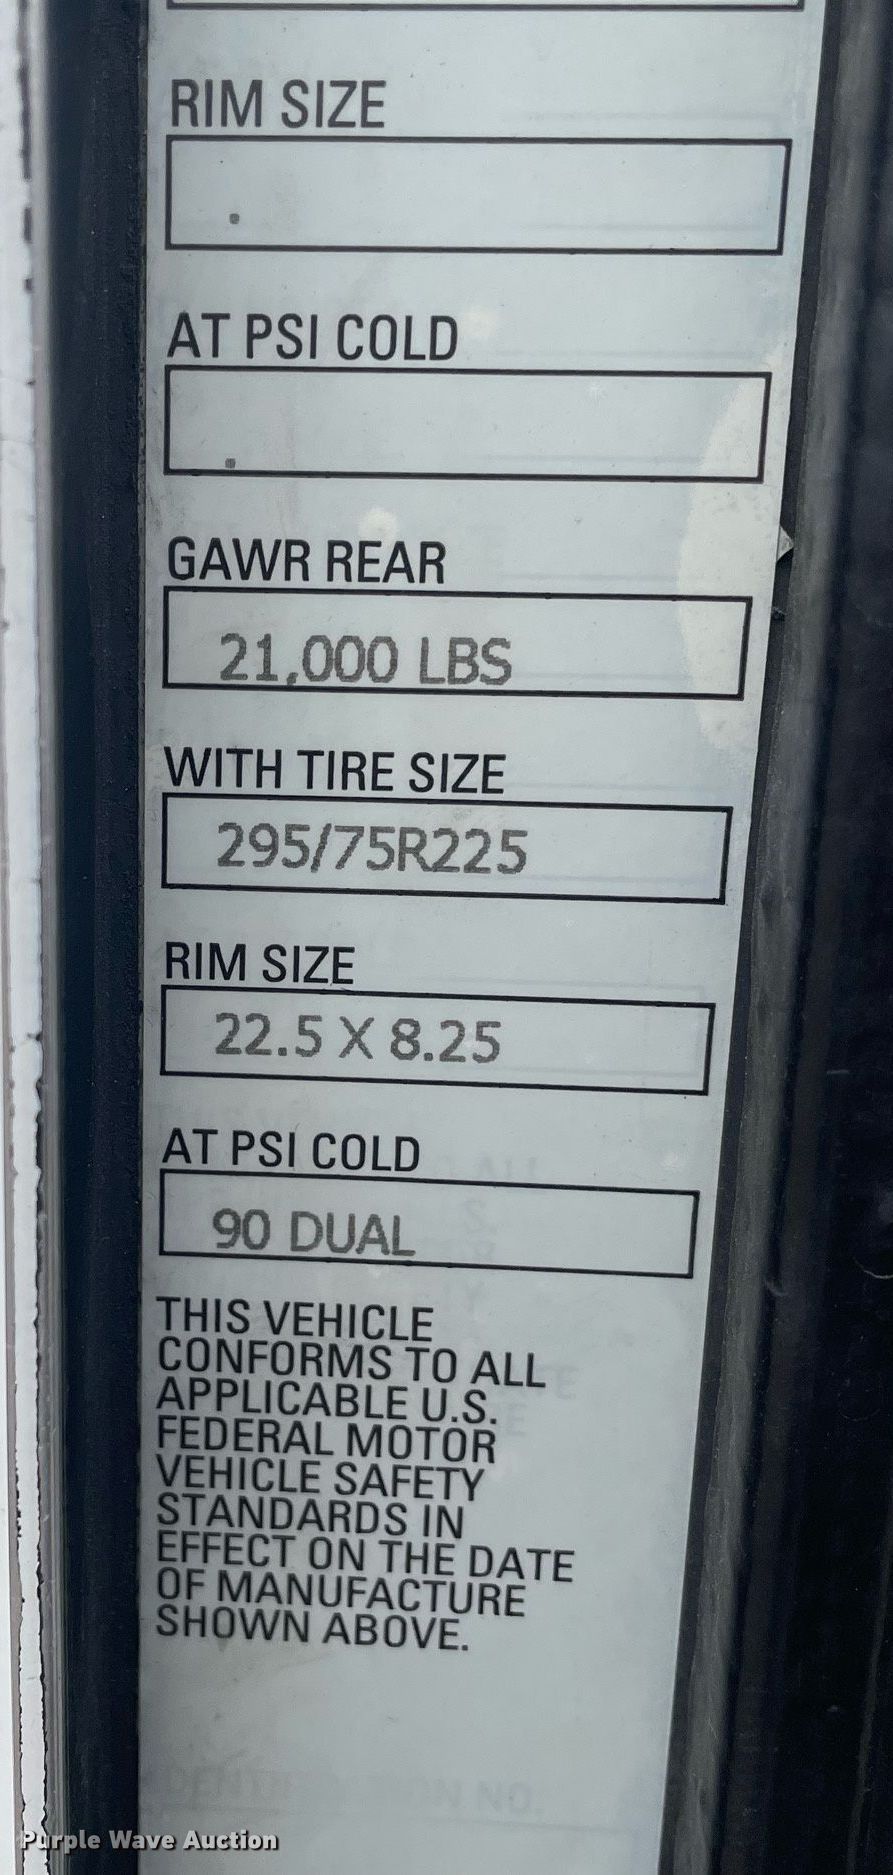 RIM SIZE
.
AT PSI COLD
.
GAWR REAR
21,000 LBS
WITH TIRE SIZE
295/75R225
RIM SIZE
22.5 X 8.25
AT PSI COLD
90 DUAL
THIS VEHICLE
CONFORMS TO ALL
APPLICABLE U.S.
FEDERAL MOTOR
VEHICLE SAFETY
STANDARDS IN
EFFECT ON THE DATE
OF MANUFACTURE
SHOWN ABOVE.
Purple Wave Auction